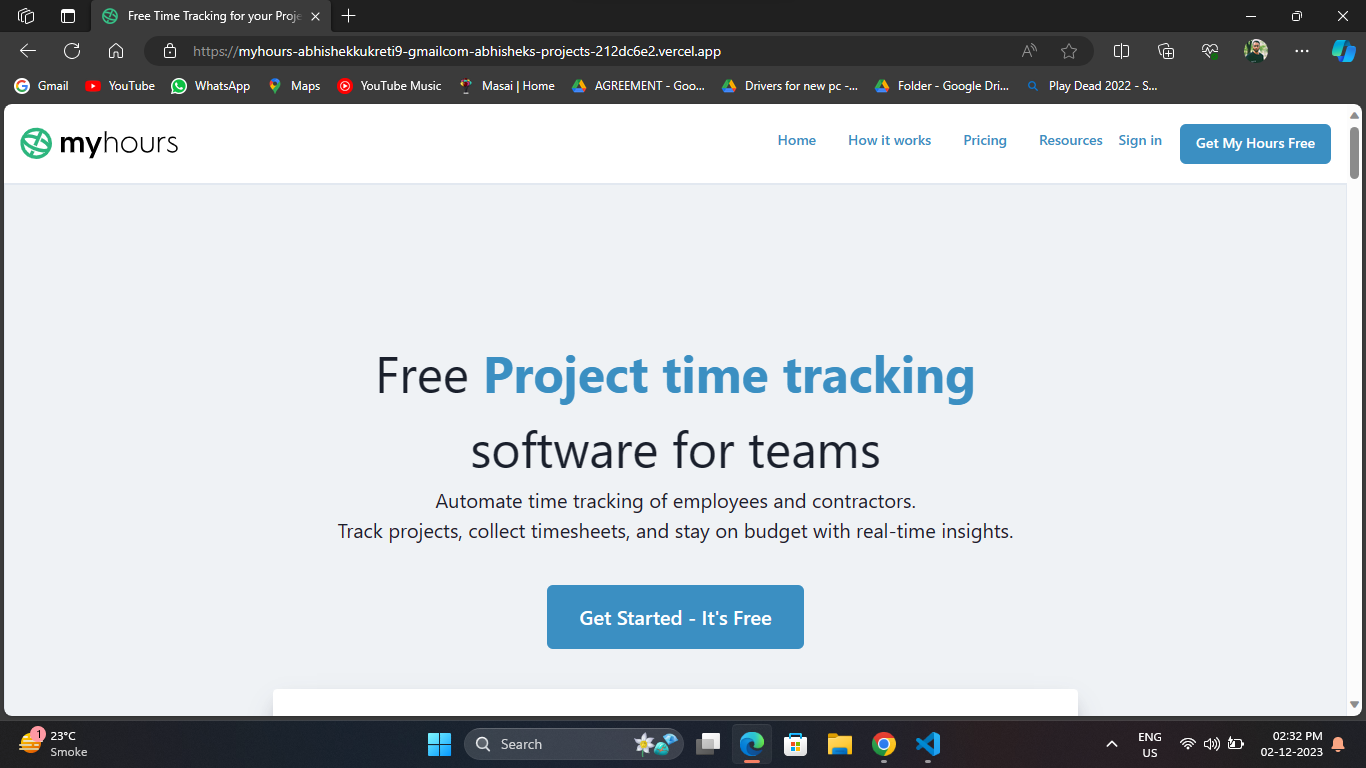 Free Time Tracking for your Proje
https://myhours-abhishekkukreti9-gmailcom-abhisheks-projects-212dc6e2.vercel.app
Gmail YouTube WhatsApp Maps YouTube Music Masai | Home AGREEMENT - Goo... Drivers for new pc -... Folder - Google Dri... Play Dead 2022 - S...
myhours Home How it works Pricing Resources Sign in Get My Hours Free
Free Project time tracking
software for teams
Automate time tracking of employees and contractors.
Track projects, collect timesheets, and stay on budget with real-time insights.
Get Started - It's Free
1 23°C
Smoke
Search
ENG
US
02:32 PM
02-12-2023